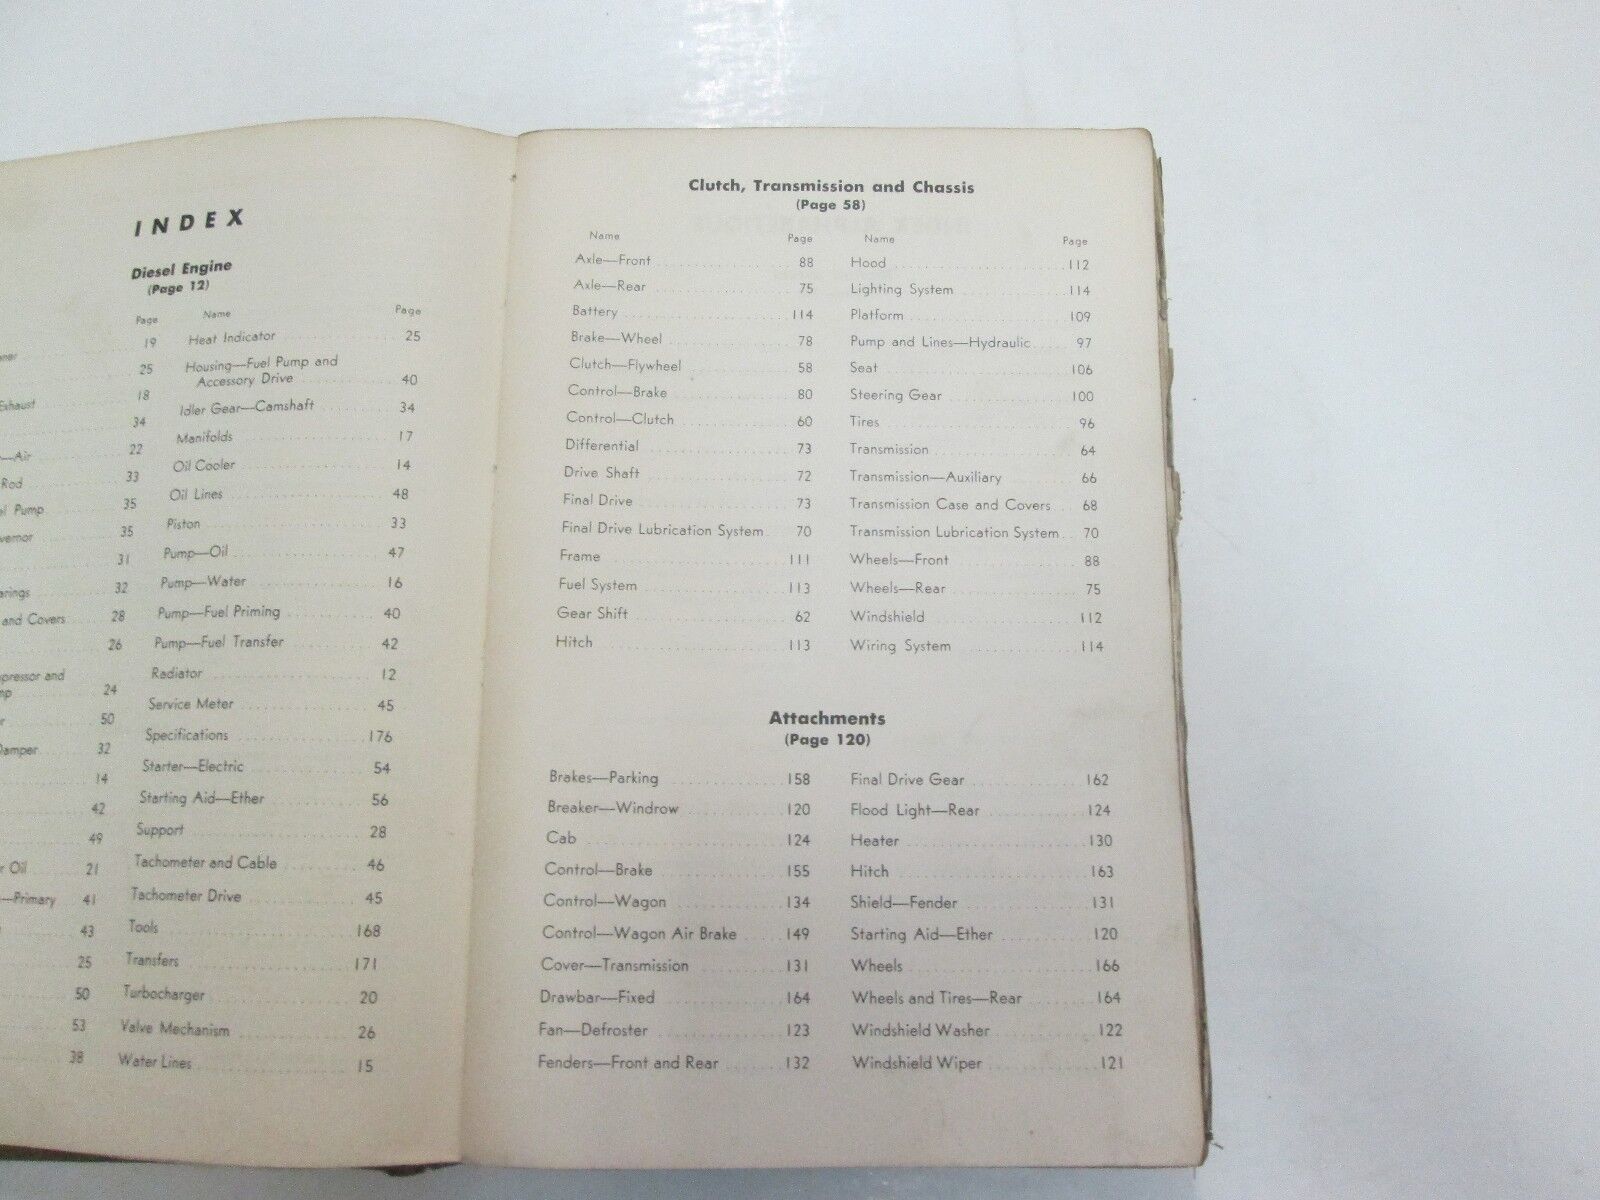 INDEX
Diesel Engine
(Page 12)
Page
19
25
Exhaust 18
34
—Air 22
Rod 33
Pump 35
35
31
32
and Covers 28
26
and
24
50
Damper 32
14
42
49
Oil 21
—Primary 41
43
25
50
53
38
Name Page
Heat Indicator 25
Housing—Fuel Pump and
Accessory Drive 40
Idler Gear—Camshaft 34
Manifolds 17
Oil Cooler 14
Oil Lines 48
Piston 33
Pump—Oil 47
Pump—Water 16
Pump—Fuel Priming 40
Pump—Fuel Transfer 42
Radiator 12
Service Meter 45
Specifications 176
Starter—Electric 54
Starting Aid—Ether 56
Support 28
Tachometer and Cable 46
Tachometer Drive 45
Tools 168
Transfers 171
Turbocharger 20
Valve Mechanism 26
Water Lines 15
Clutch, Transmission and Chassis
(Page 58)
Name Page
Axle—Front 88
Axle—Rear 75
Battery 114
Brake—Wheel 78
Clutch—Flywheel 58
Control—Brake 80
Control—Clutch 60
Differential 73
Drive Shaft 72
Final Drive 73
Final Drive Lubrication System 70
Frame 111
Fuel System 113
Gear Shift 62
Hitch 113
Name Page
Hood 112
Lighting System 114
Platform 109
Pump and Lines—Hydraulic 97
Seat 106
Steering Gear 100
Tires 96
Transmission 64
Transmission—Auxiliary 66
Transmission Case and Covers 68
Transmission Lubrication System 70
Wheels—Front 88
Wheels—Rear 75
Windshield 112
Wiring System 114
Attachments
(Page 120)
Brakes—Parking 158
Breaker—Windrow 120
Cab 124
Control—Brake 155
Control—Wagon 134
Control—Wagon Air Brake 149
Cover—Transmission 131
Drawbar—Fixed 164
Fan—Defroster 123
Fenders—Front and Rear 132
Final Drive Gear 162
Flood Light—Rear 124
Heater 130
Hitch 163
Shield—Fender 131
Starting Aid—Ether 120
Wheels 166
Wheels and Tires—Rear 164
Windshield Washer 122
Windshield Wiper 121